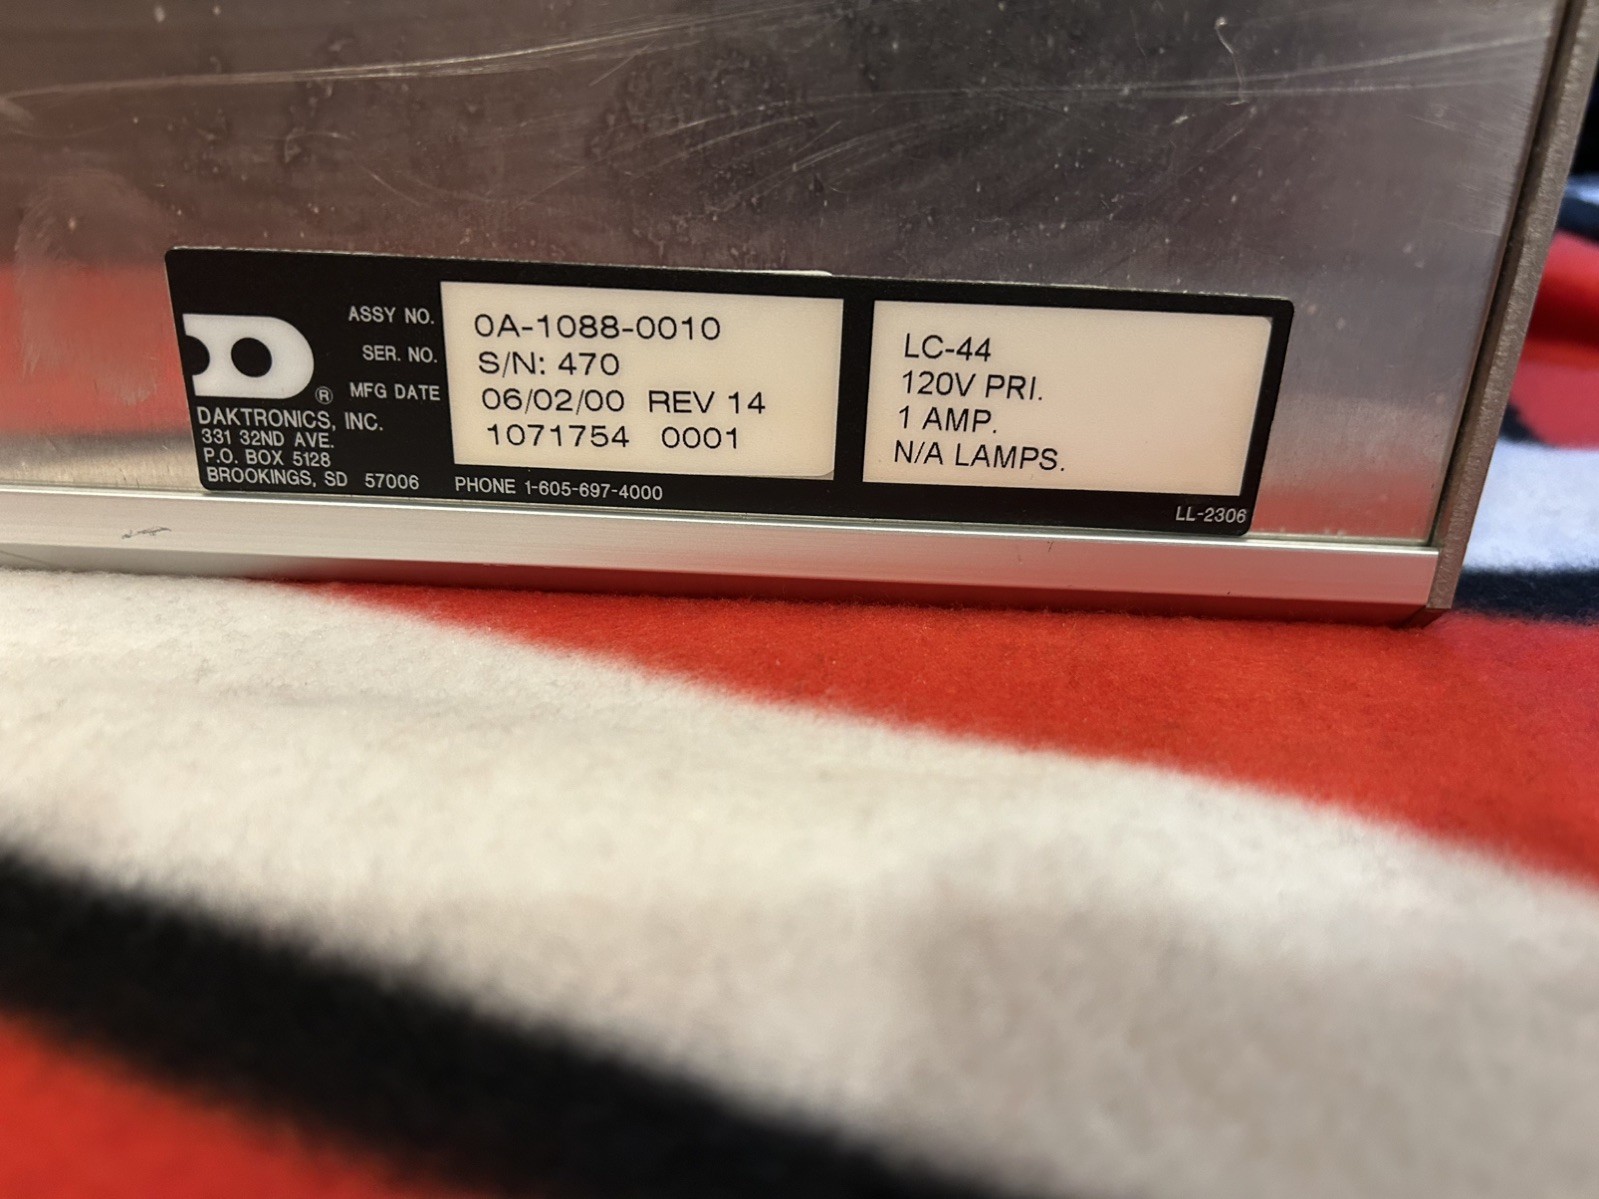 ASSY NO. 0A-1088-0010
SER. NO. S/N: 470
® MFG DATE 06/02/00 REV 14
1071754 0001
DAKTRONICS, INC.
331 32ND AVE.
P.O. BOX 5128
BROOKINGS, SD 57006 PHONE 1-605-697-4000
LC-44
120V PRI.
1 AMP.
N/A LAMPS.
LL-2306